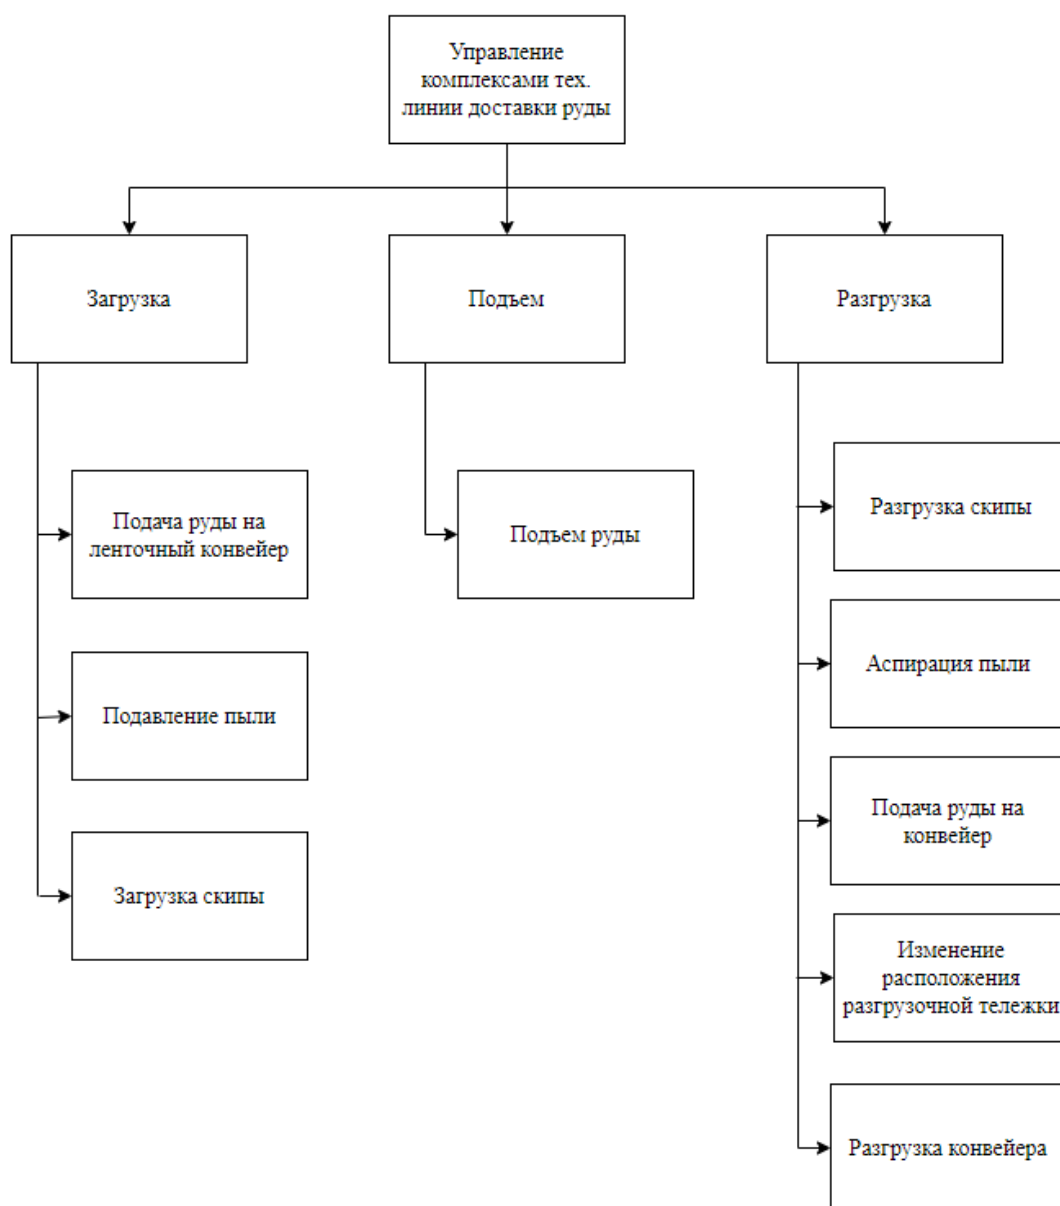 Управление
комплексами тех.
линии доставки руды
Загрузка
Подъем
Разгрузка
Подача руды на
ленточный конвейер
Подавление пыли
Загрузка скипы
Подъем руды
Разгрузка скипы
Аспирация пыли
Подача руды на
конвейер
Изменение
расположения
разгрузочной тележки
Разгрузка конвейера